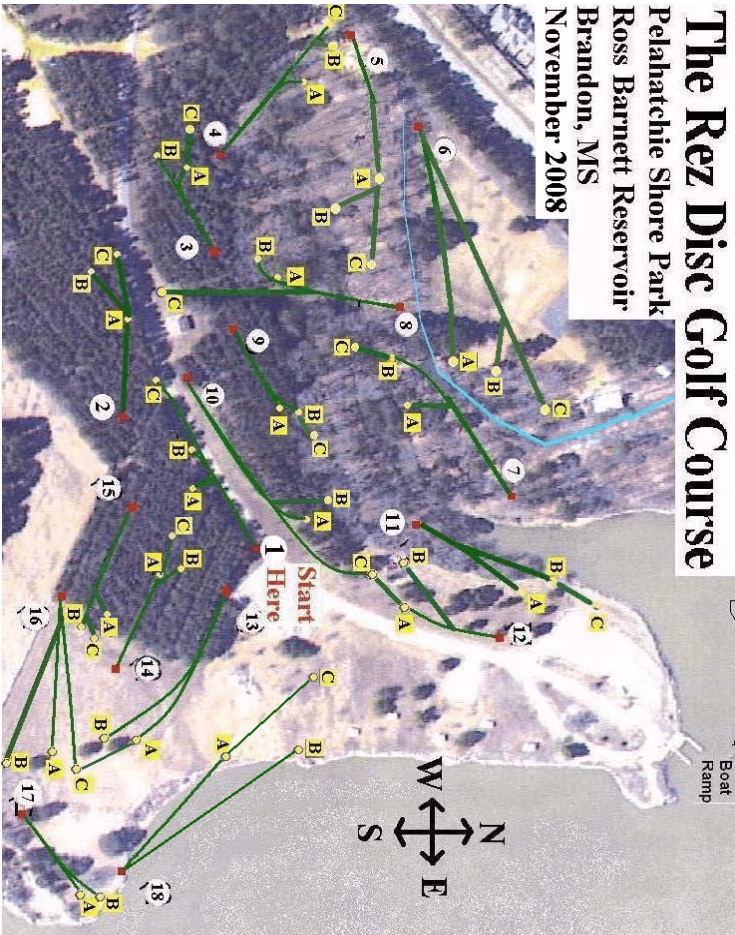 The Rez Disc Golf Course
Pelahatchie Shore Park
Ross Barnett Reservoir
Brandon, MS
November 2008
Boat
Ramp
N
W
E
S
Start
Here
1
A
B
C
2
A
B
C
3
A
B
C
4
A
B
C
5
A
B
C
6
A
B
C
7
A
B
C
8
A
B
C
9
A
B
C
10
A
B
C
11
A
B
C
12
A
B
13
A
B
C
14
A
B
C
15
A
B
C
16
A
B
17
A
B
18
A
B
C